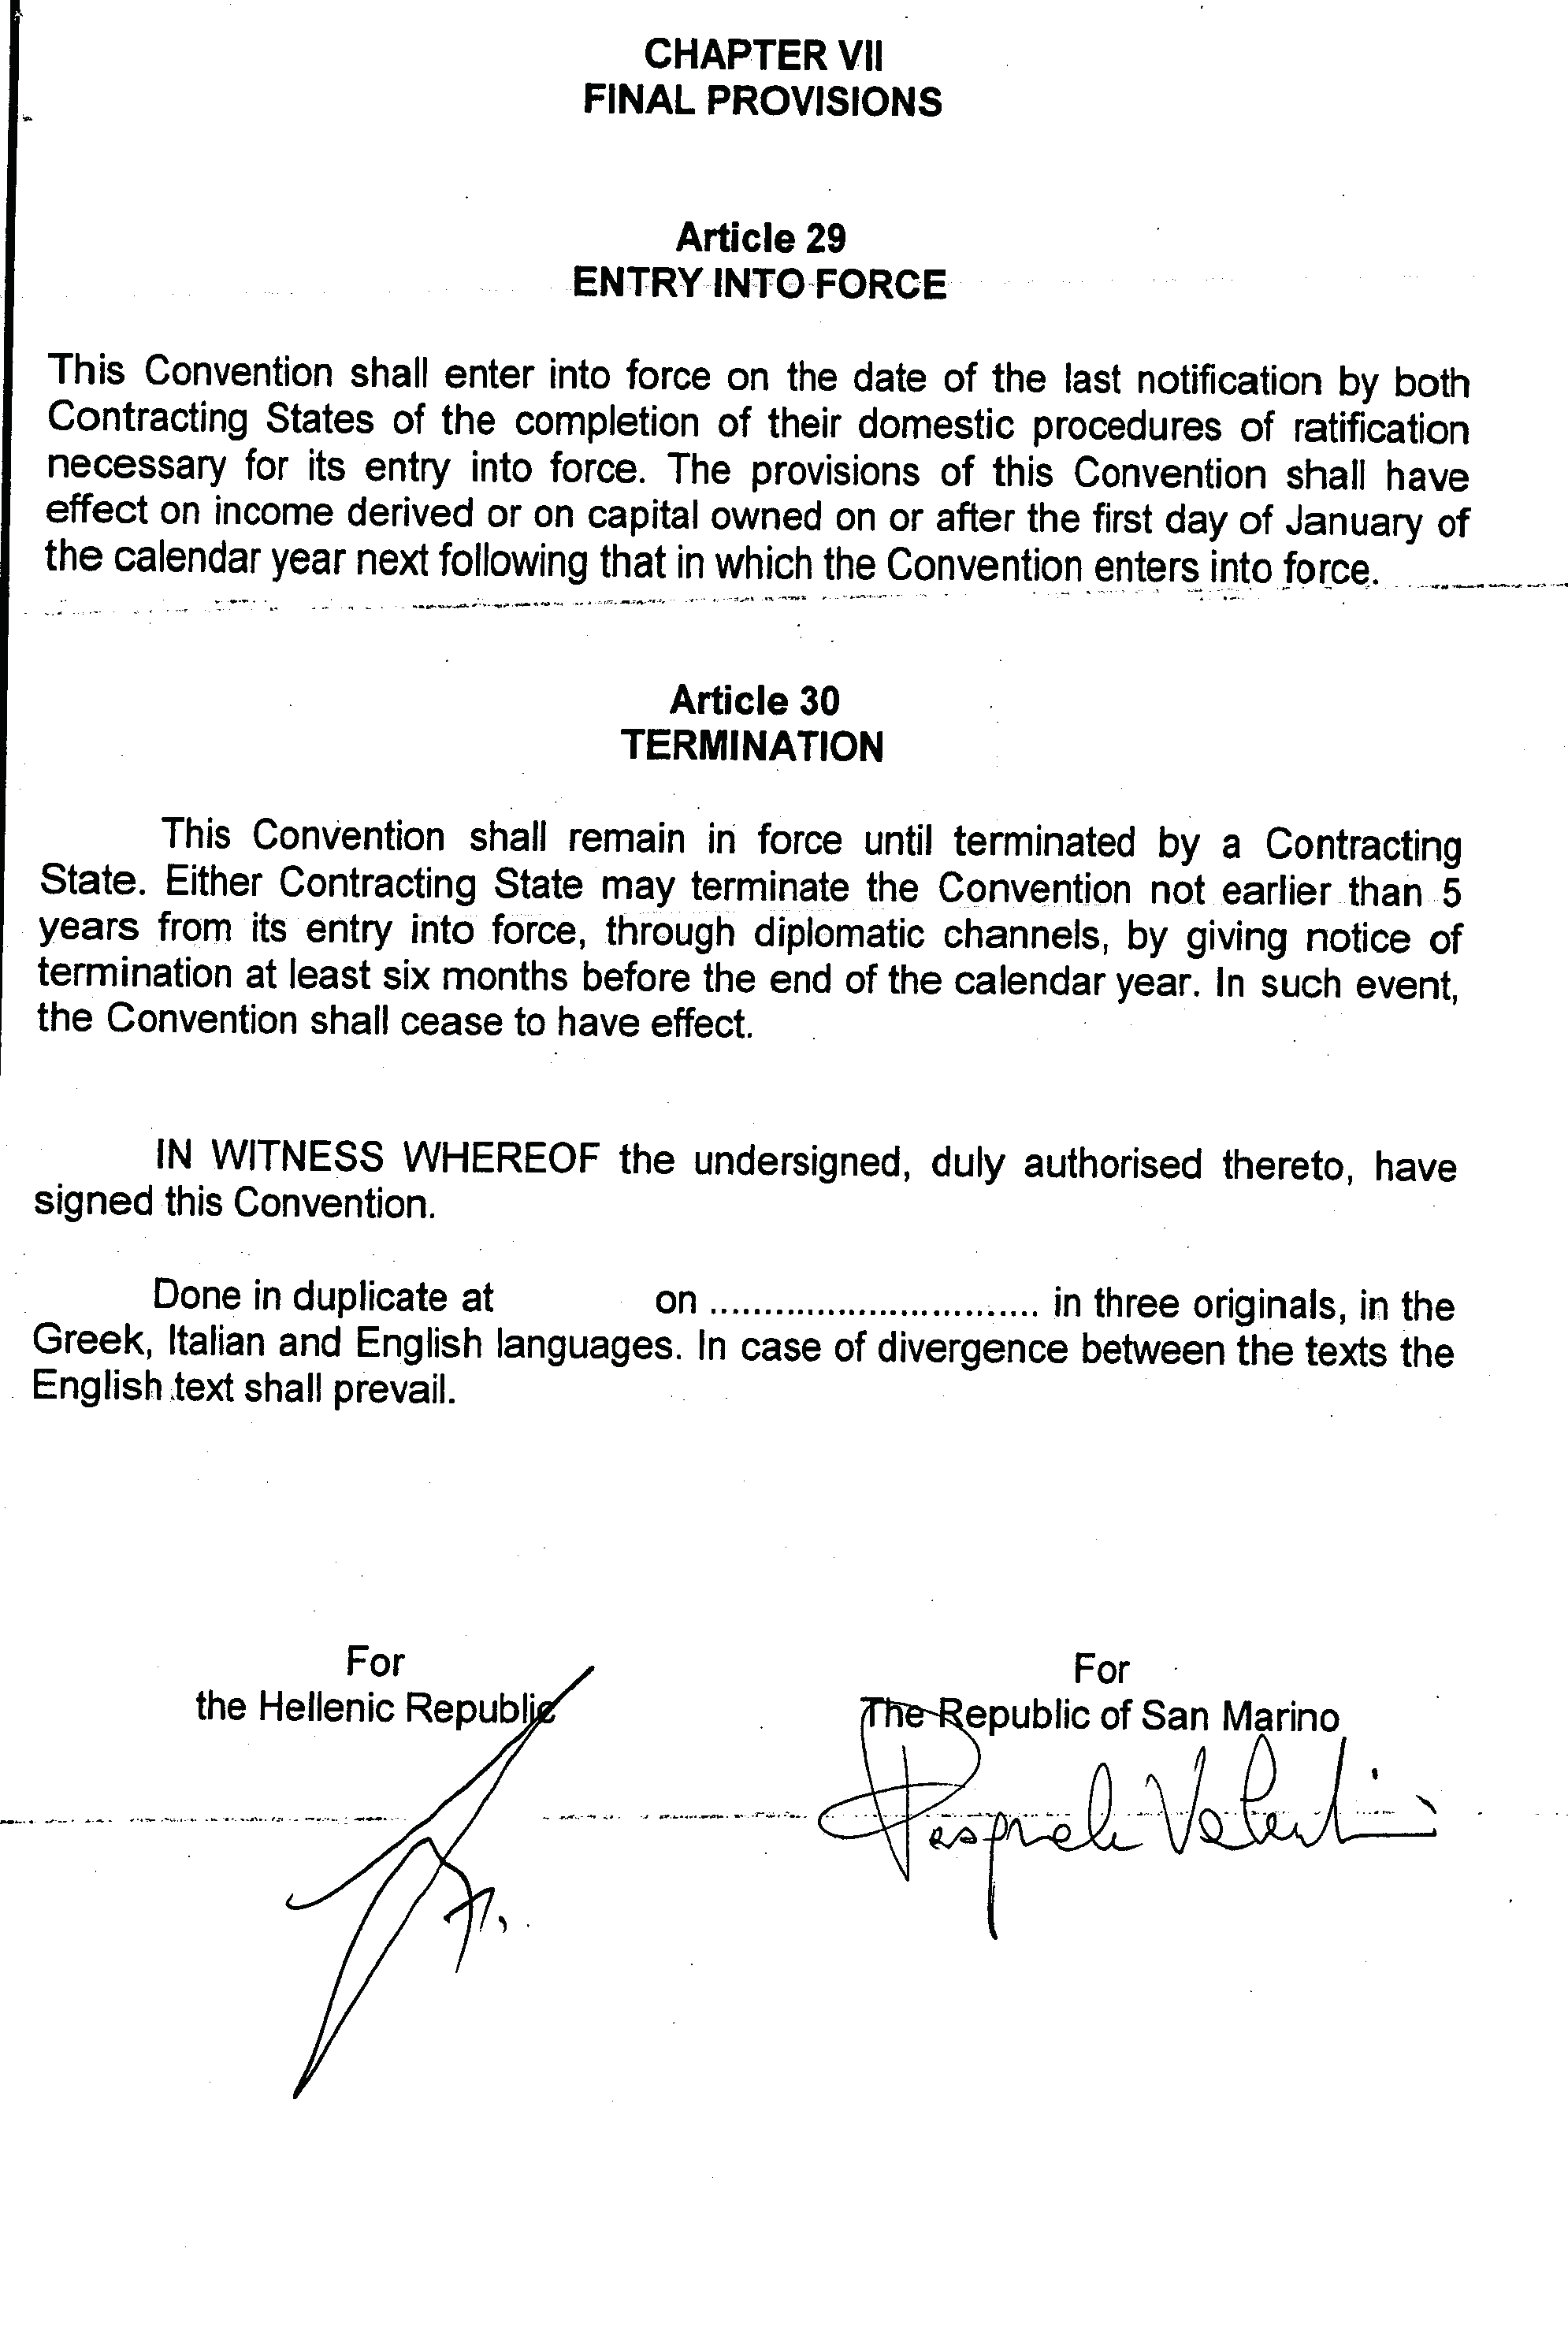 CHAPTER VII
FINAL PROVISIONS
Article 29
ENTRY INTO FORCE
This Convention shall enter into force on the date of the last notification by both
Contracting States of the completion of their domestic procedures of ratification
necessary for its entry into force. The provisions of this Convention shall have
effect on income derived or on capital owned on or after the first day of January of
the calendar year next following that in which the Convention enters into force.
Article 30
TERMINATION
This Convention shall remain in force until terminated by a Contracting
State. Either Contracting State may terminate the Convention not earlier than 5
years from its entry into force, through diplomatic channels, by giving notice of
termination at least six months before the end of the calendar year. In such event,
the Convention shall cease to have effect.
IN WITNESS WHEREOF the undersigned, duly authorised thereto, have
signed this Convention.
Done in duplicate at on .............................. in three originals, in the
Greek, Italian and English languages. In case of divergence between the texts the
English text shall prevail.
For
the Hellenic Republic
For
The Republic of San Marino
Pasquale Valentini